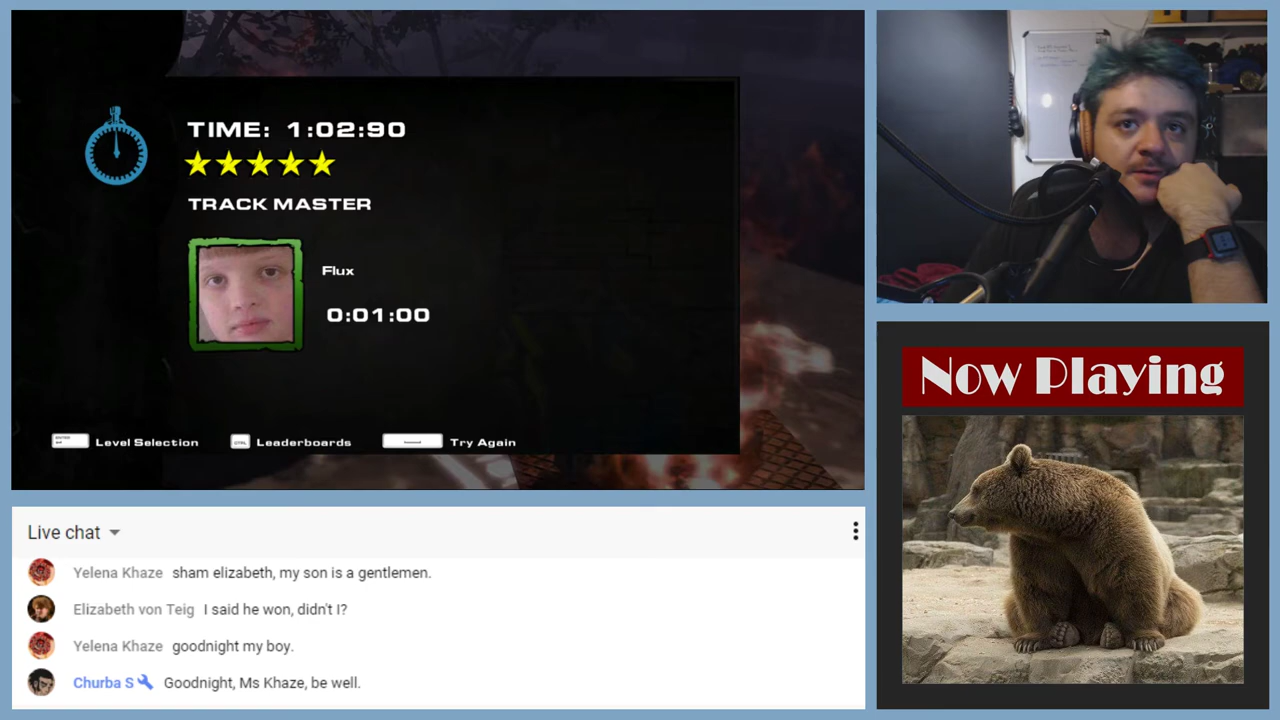 TIME: 1:02:90
TRACK MASTER
Flux
0:01:00
Level Selection
Leaderboards
Try Again
Now Playing
Live chat
Yelena Khaze sham elizabeth, my son is a gentlemen.
Elizabeth von Teig I said he won, didn't I?
Yelena Khaze goodnight my boy.
Churba S Goodnight, Ms Khaze, be well.